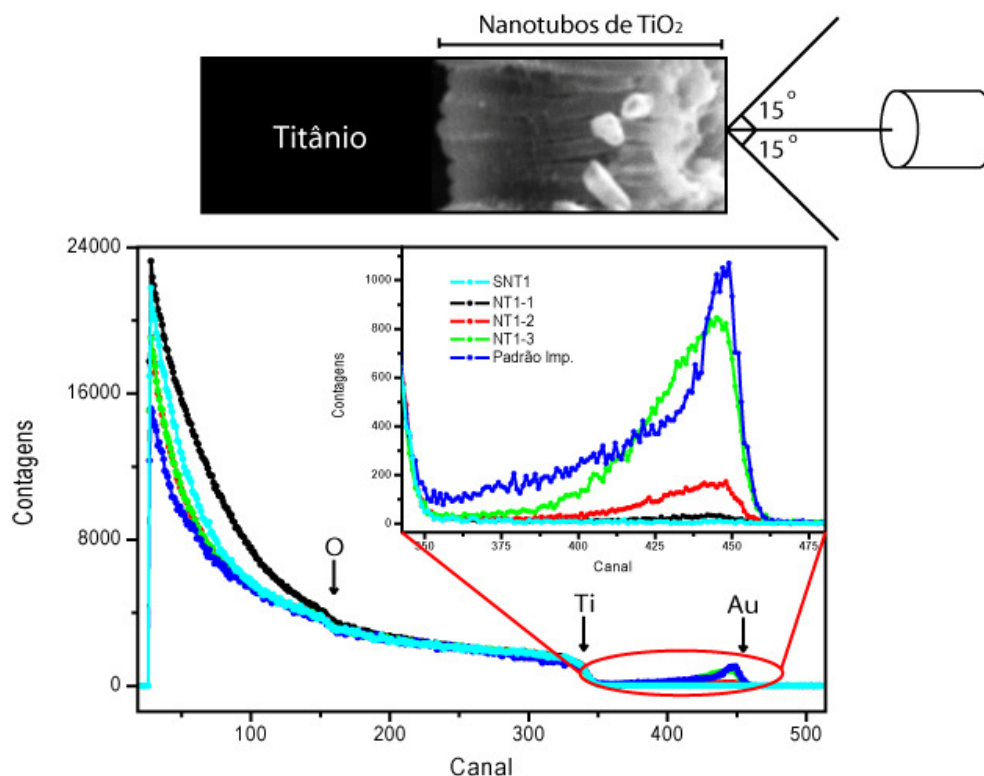 Nanotubos de TiO₂
Titânio
15°
15°
24000
16000
8000
0
Contagens
1000
800
600
400
200
0
Contagens
SNT1
NT1-1
NT1-2
NT1-3
Padrão Imp.
350
375
400
425
450
475
Canal
O
Ti
Au
100
200
300
400
500
Canal